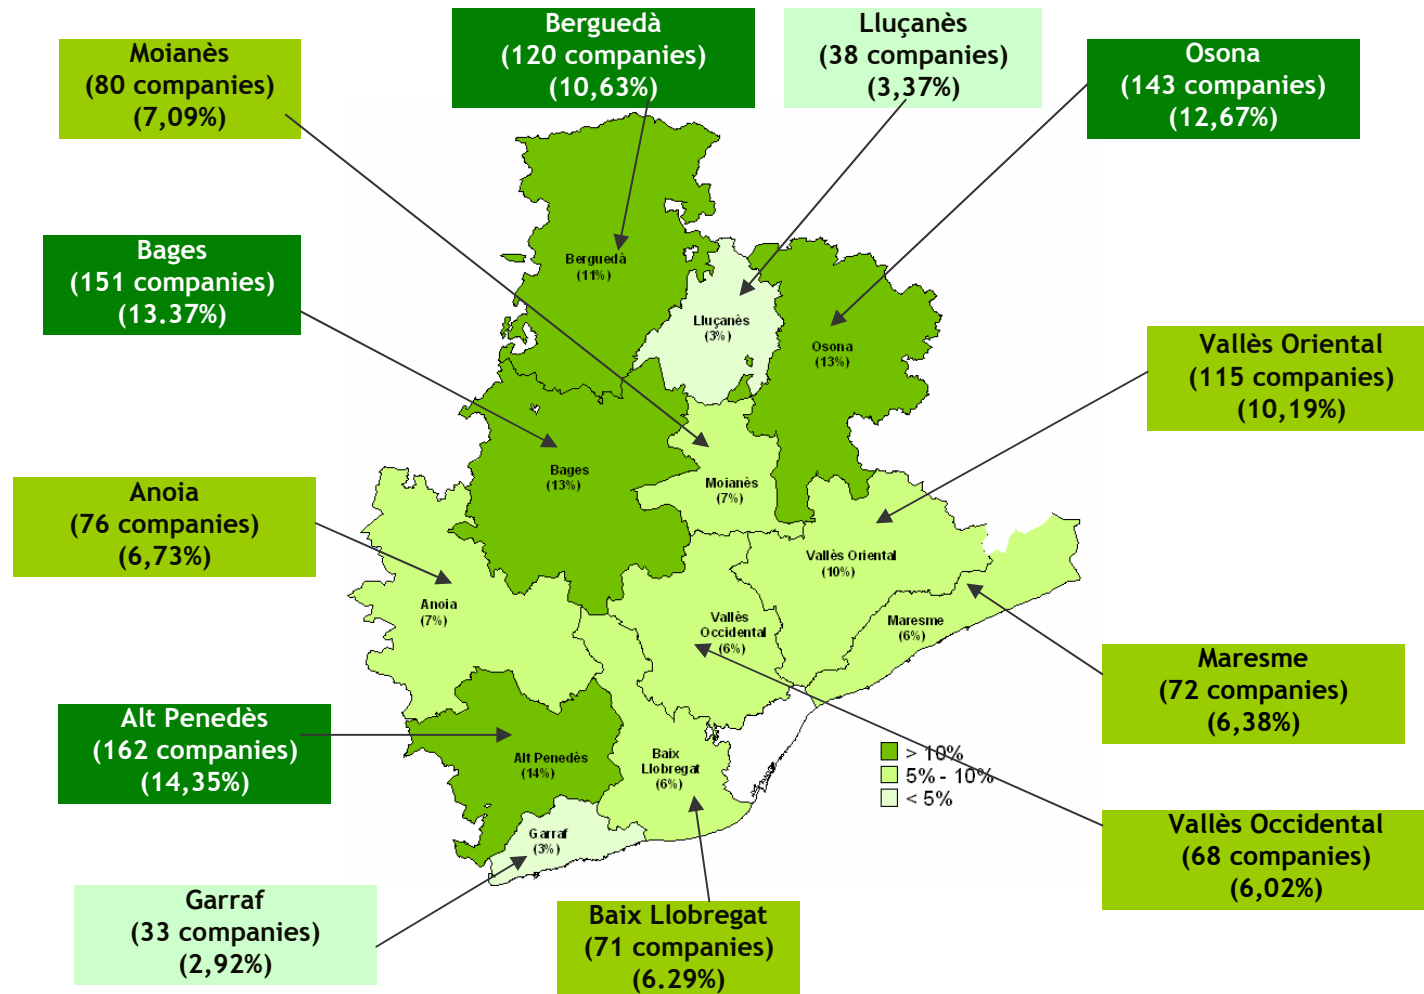 Moianès
(80 companies)
(7,09%)
Berguedà
(120 companies)
(10,63%)
Lluçanès
(38 companies)
(3,37%)
Osona
(143 companies)
(12,67%)
Bages
(151 companies)
(13.37%)
Vallès Oriental
(115 companies)
(10,19%)
Anoia
(76 companies)
(6,73%)
Maresme
(72 companies)
(6,38%)
Alt Penedès
(162 companies)
(14,35%)
Vallès Occidental
(68 companies)
(6,02%)
Garraf
(33 companies)
(2,92%)
Baix Llobregat
(71 companies)
(6.29%)
Berguedà
(11%)
Lluçanès
(3%)
Osona
(13%)
Bages
(13%)
Moianès
(7%)
Vallès Oriental
(10%)
Anoia
(7%)
Vallès
Occidental
(6%)
Maresme
(6%)
Alt Penedès
(14%)
Baix
Llobregat
(6%)
Garraf
(3%)
> 10%
5% - 10%
< 5%